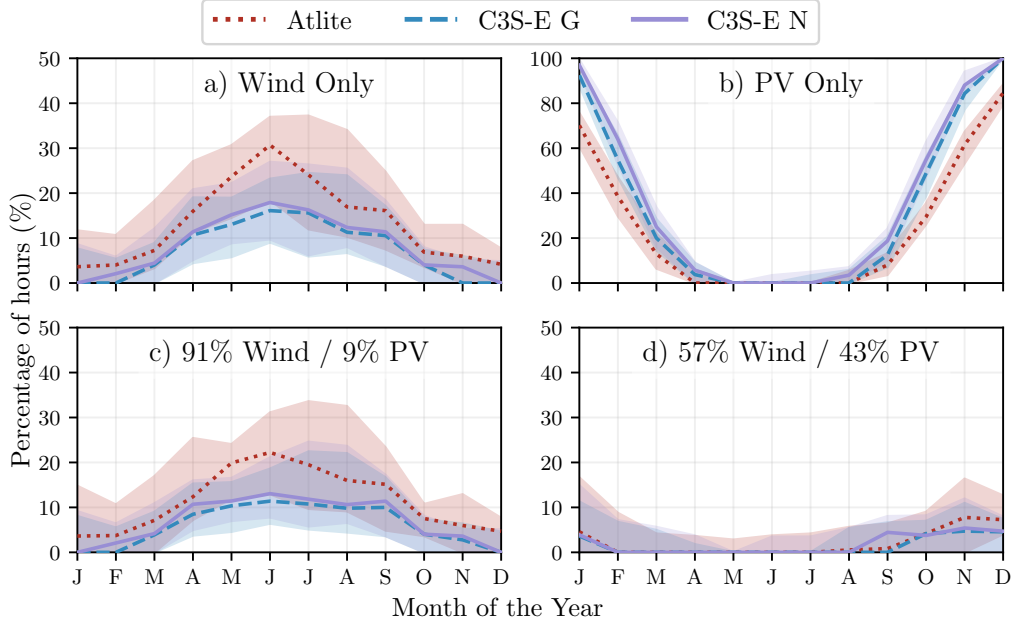 Atlite C3S-E G C3S-E N
a) Wind Only
50
40
30
20
10
0
J F M A M J J A S O N D
b) PV Only
100
80
60
40
20
0
J F M A M J J A S O N D
c) 91% Wind / 9% PV
50
40
30
20
10
0
J F M A M J J A S O N D
d) 57% Wind / 43% PV
50
40
30
20
10
0
J F M A M J J A S O N D
Percentage of hours (%)
Month of the Year